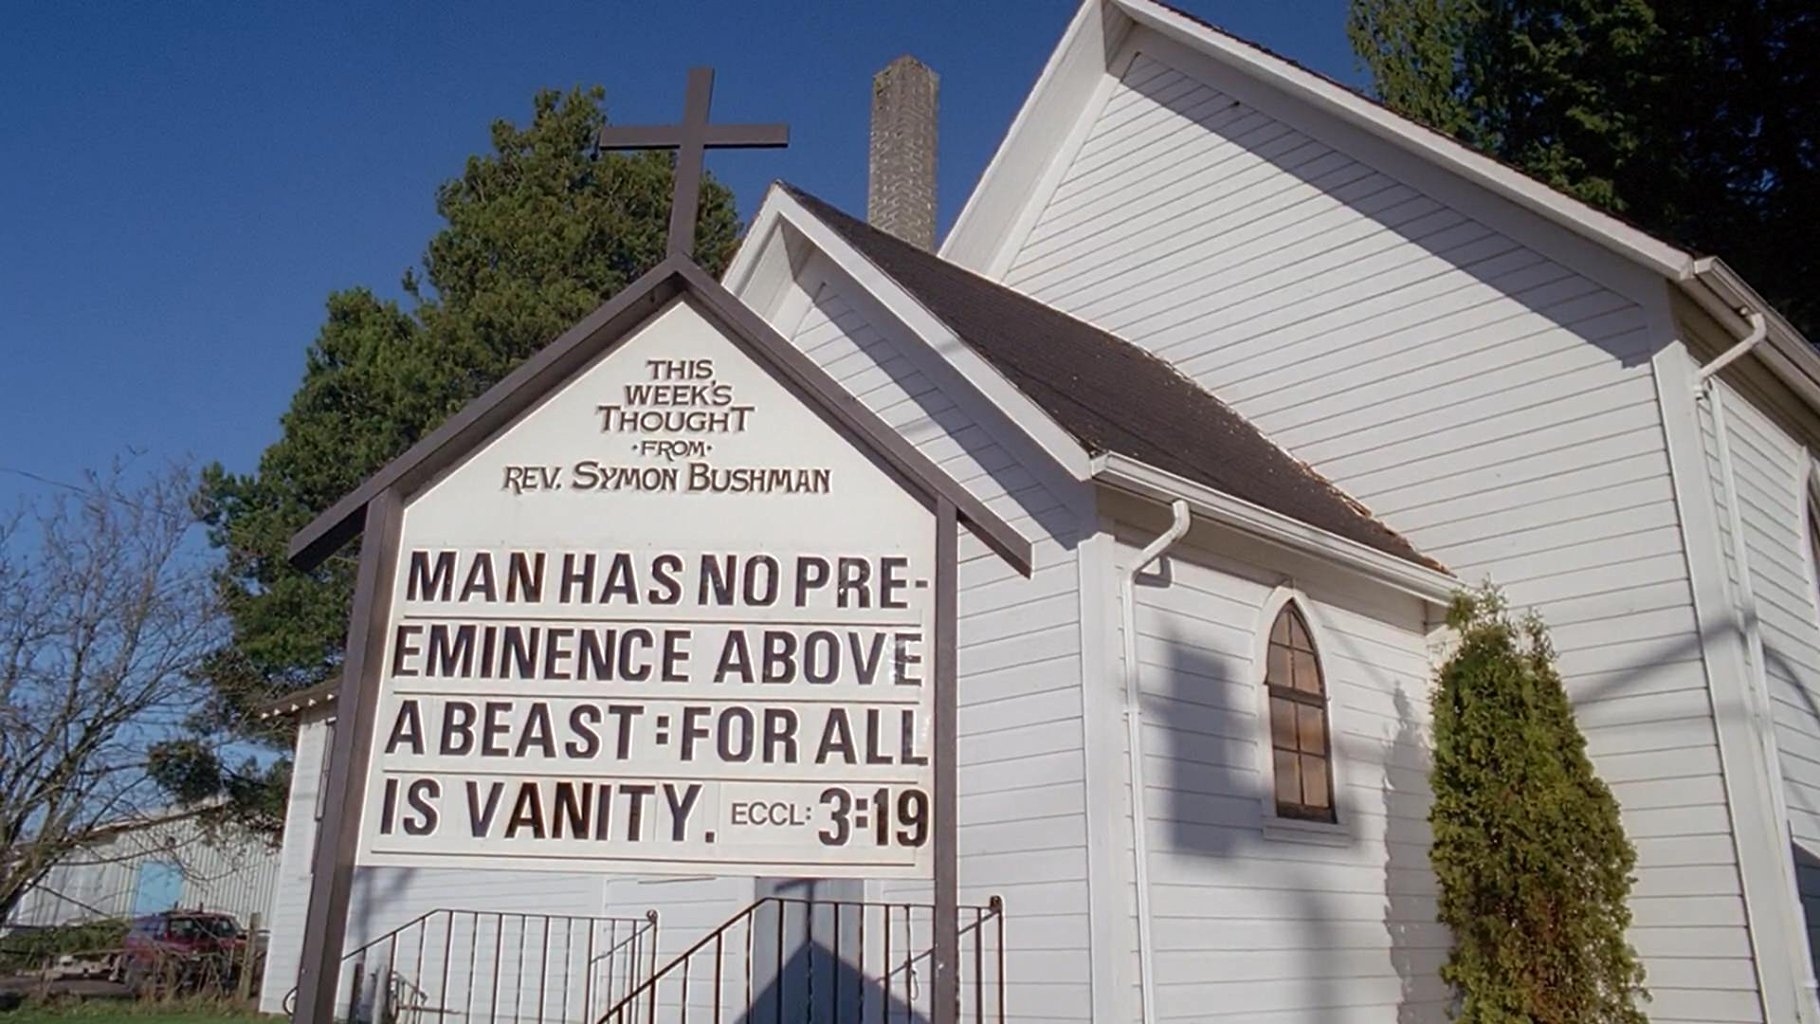 THIS
WEEK'S
THOUGHT
·FROM·
REV. SYMON BUSHMAN
MAN HAS NO PRE-
EMINENCE ABOVE
A BEAST: FOR ALL
IS VANITY. ECCL: 3:19